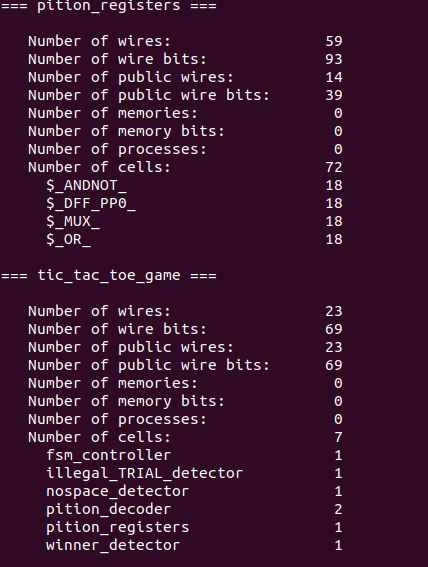 === pition_registers ===
Number of wires: 59
Number of wire bits: 93
Number of public wires: 14
Number of public wire bits: 39
Number of memories: 0
Number of memory bits: 0
Number of processes: 0
Number of cells: 72
$_ANDNOT_ 18
$_DFF_PP0_ 18
$_MUX_ 18
$_OR_ 18
=== tic_tac_toe_game ===
Number of wires: 23
Number of wire bits: 69
Number of public wires: 23
Number of public wire bits: 69
Number of memories: 0
Number of memory bits: 0
Number of processes: 0
Number of cells: 7
fsm_controller 1
illegal_TRIAL_detector 1
nospace_detector 1
pition_decoder 2
pition_registers 1
winner_detector 1